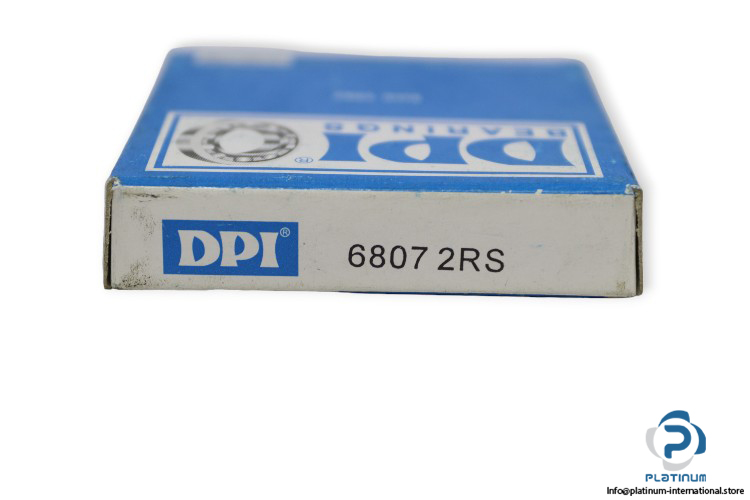 DPI
BEARINGS
®
DPI®
6807 2RS
PLATINUM
Info@platinum-international.store